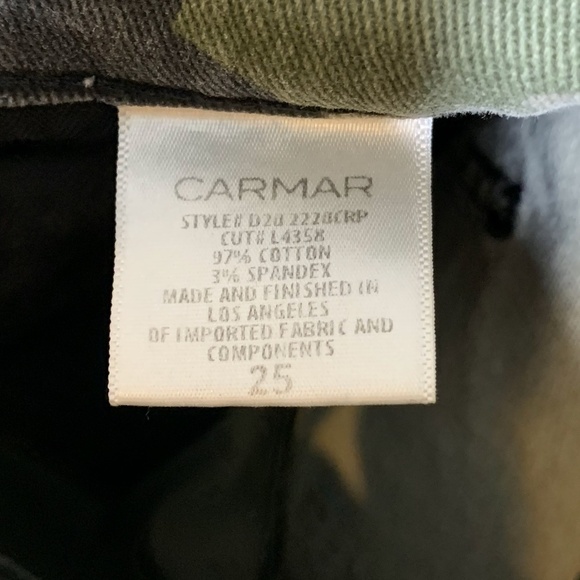 CARMAR
STYLE# D20 2228CRP
CUT# L4358
97% COTTON
3% SPANDEX
MADE AND FINISHED IN
LOS ANGELES
OF IMPORTED FABRIC AND
COMPONENTS
25